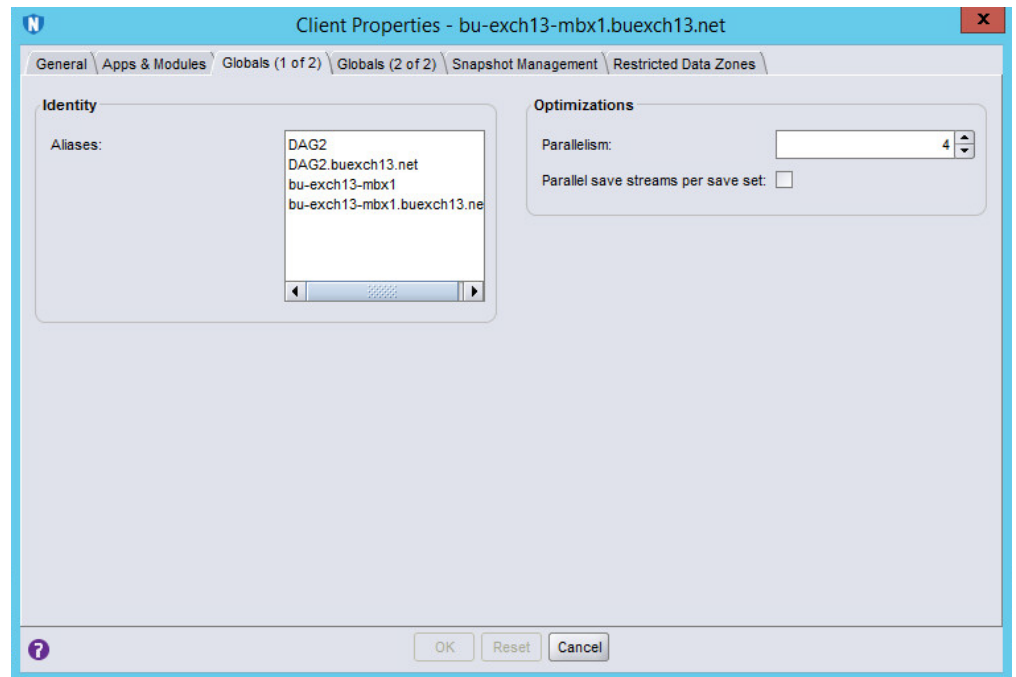 Client Properties - bu-exch13-mbx1.buexch13.net
x
General
Apps & Modules
Globals (1 of 2)
Globals (2 of 2)
Snapshot Management
Restricted Data Zones
Identity
Aliases:
DAG2
DAG2.buexch13.net
bu-exch13-mbx1
bu-exch13-mbx1.buexch13.ne
Optimizations
Parallelism:
4
Parallel save streams per save set:
?
OK
Reset
Cancel